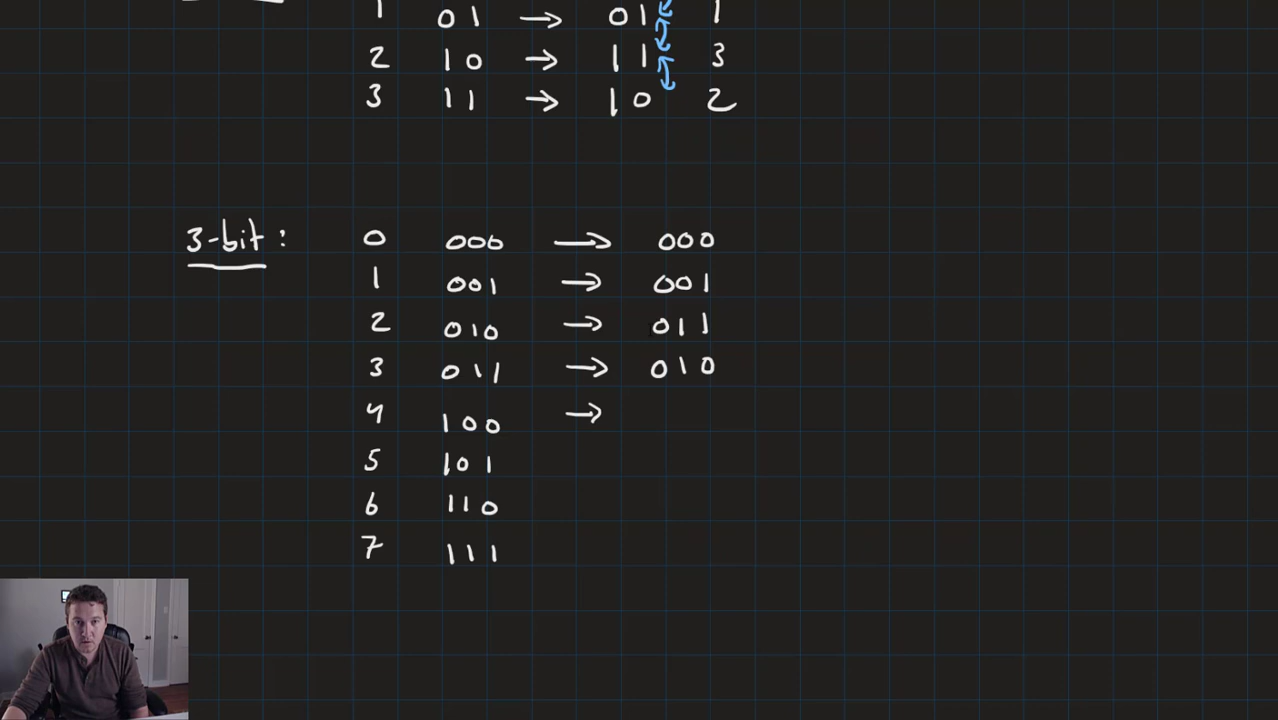 1 01 → 01 1
2 10 → 11 3
3 11 → 10 2
3-bit: 0 000 → 000
1 001 → 001
2 010 → 011
3 011 → 010
4 100 →
5 101
6 110
7 111